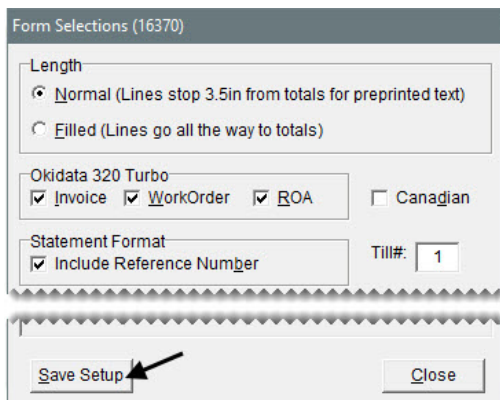 Form Selections (16370)
Length
Normal (Lines stop 3.5in from totals for preprinted text)
Filled (Lines go all the way to totals)
Okidata 320 Turbo
Invoice WorkOrder ROA Canadian
Statement Format
Include Reference Number Till#: 1
Save Setup Close